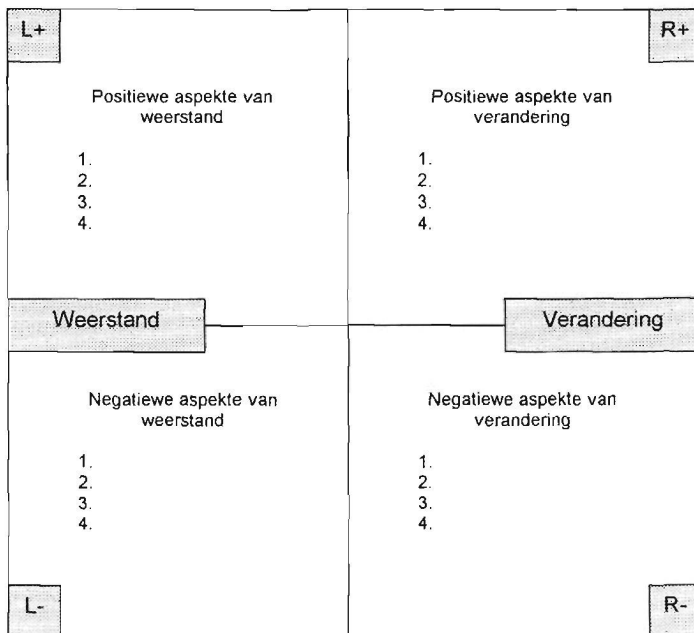 L+
R+
Positiewe aspekte van
weerstand
1.
2.
3.
4.
Positiewe aspekte van
verandering
1.
2.
3.
4.
Weerstand
Verandering
Negatiewe aspekte van
weerstand
1.
2.
3.
4.
Negatiewe aspekte van
verandering
1.
2.
3.
4.
L-
R-